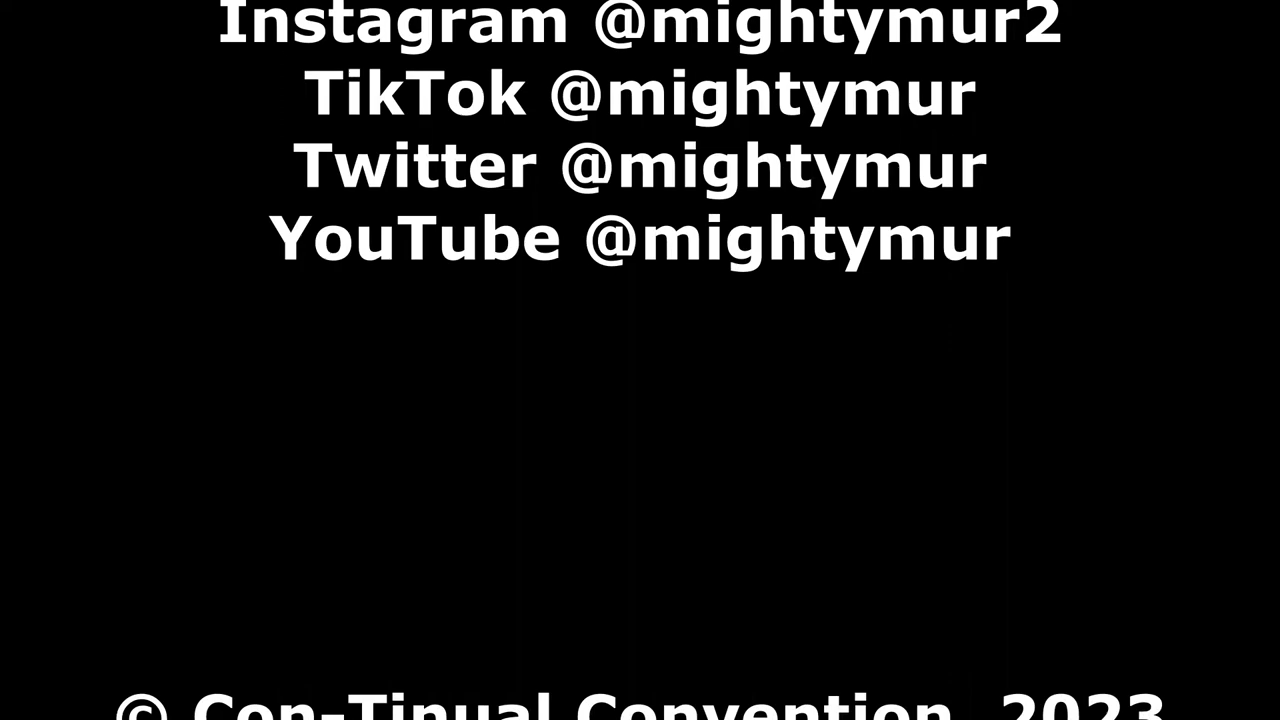 Instagram @mightymur2
TikTok @mightymur
Twitter @mightymur
YouTube @mightymur
© Con-Tinual Convention, 2023